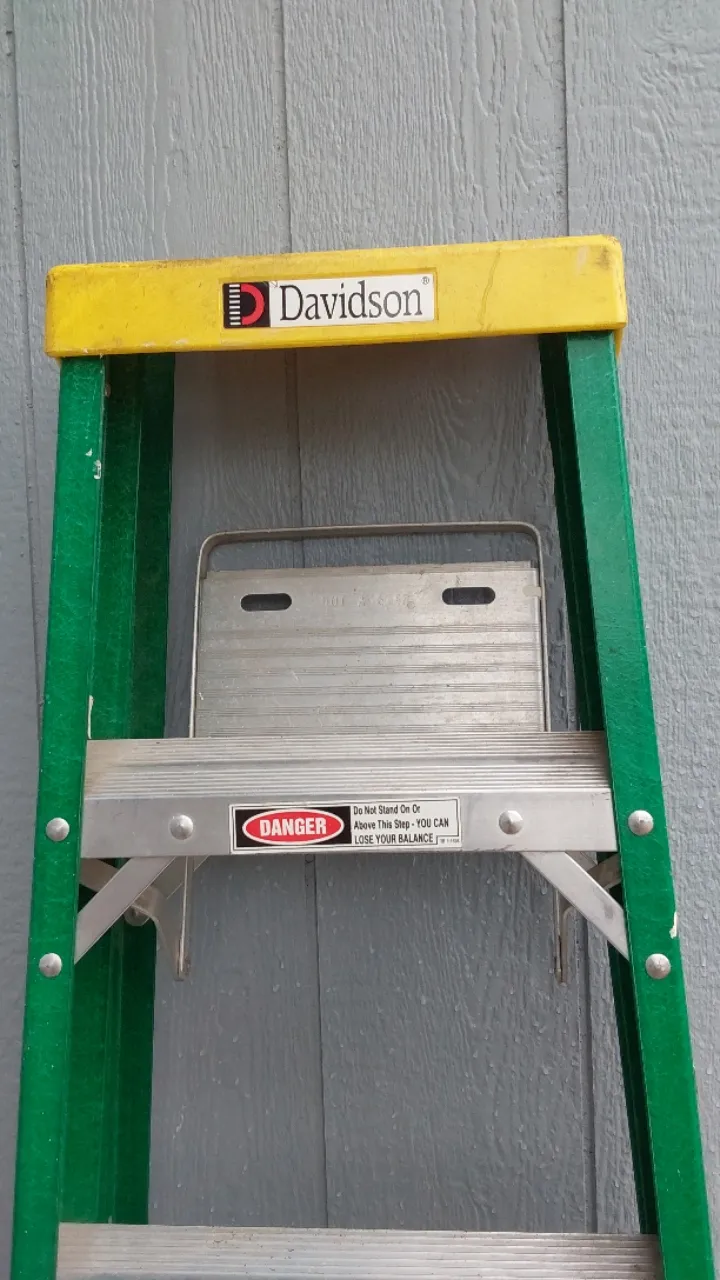 Davidson®
DANGER
Do Not Stand On Or
Above This Step - YOU CAN
LOSE YOUR BALANCE